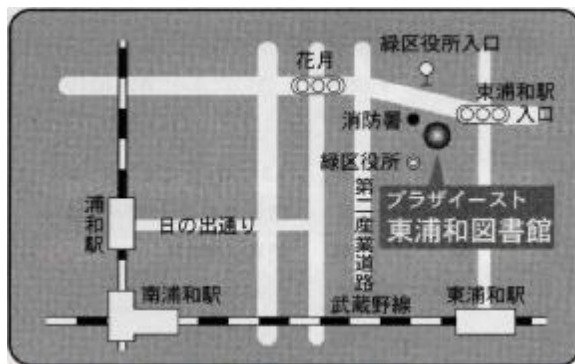 緑区役所入口
花月
東浦和駅
入口
消防署
緑区役所
プラザイースト
東浦和図書館
第二産業道路
浦和駅
日の出通り
南浦和駅
武蔵野線
東浦和駅